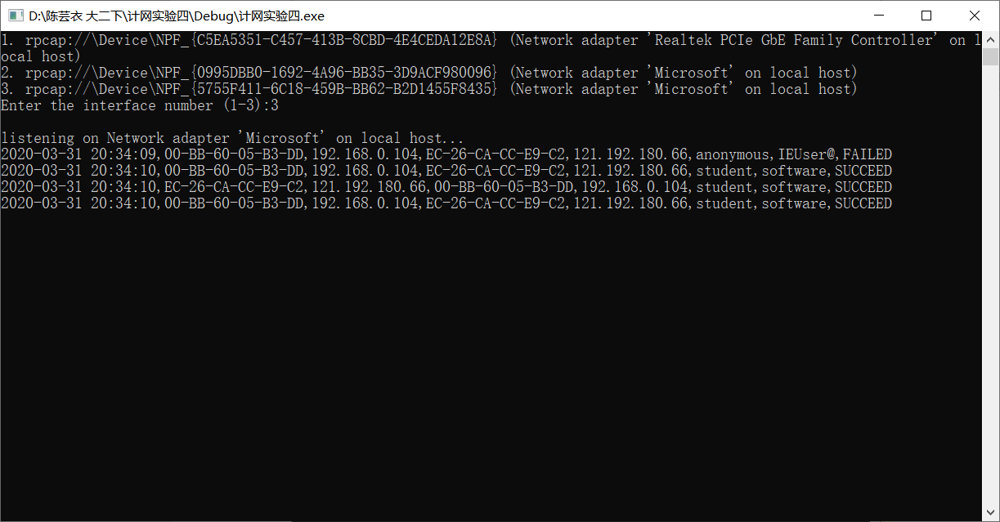 D:\陈芸衣 大二下\计网实验四\Debug\计网实验四.exe
1. rpcap://\Device\NPF_{C5EA5351-C457-413B-8CBD-4E4CEDA12E8A} (Network adapter 'Realtek PCIe GbE Family Controller' on l
ocal host)
2. rpcap://\Device\NPF_{0995DBB0-1692-4A96-BB35-3D9ACF980096} (Network adapter 'Microsoft' on local host)
3. rpcap://\Device\NPF_{5755F411-6C18-459B-BB62-B2D1455F8435} (Network adapter 'Microsoft' on local host)
Enter the interface number (1-3):3
listening on Network adapter 'Microsoft' on local host...
2020-03-31 20:34:09,00-BB-60-05-B3-DD,192.168.0.104,EC-26-CA-CC-E9-C2,121.192.180.66,anonymous,IEUser@,FAILED
2020-03-31 20:34:10,00-BB-60-05-B3-DD,192.168.0.104,EC-26-CA-CC-E9-C2,121.192.180.66,student,software,SUCCEED
2020-03-31 20:34:10,EC-26-CA-CC-E9-C2,121.192.180.66,00-BB-60-05-B3-DD,192.168.0.104,student,software,SUCCEED
2020-03-31 20:34:10,00-BB-60-05-B3-DD,192.168.0.104,EC-26-CA-CC-E9-C2,121.192.180.66,student,software,SUCCEED